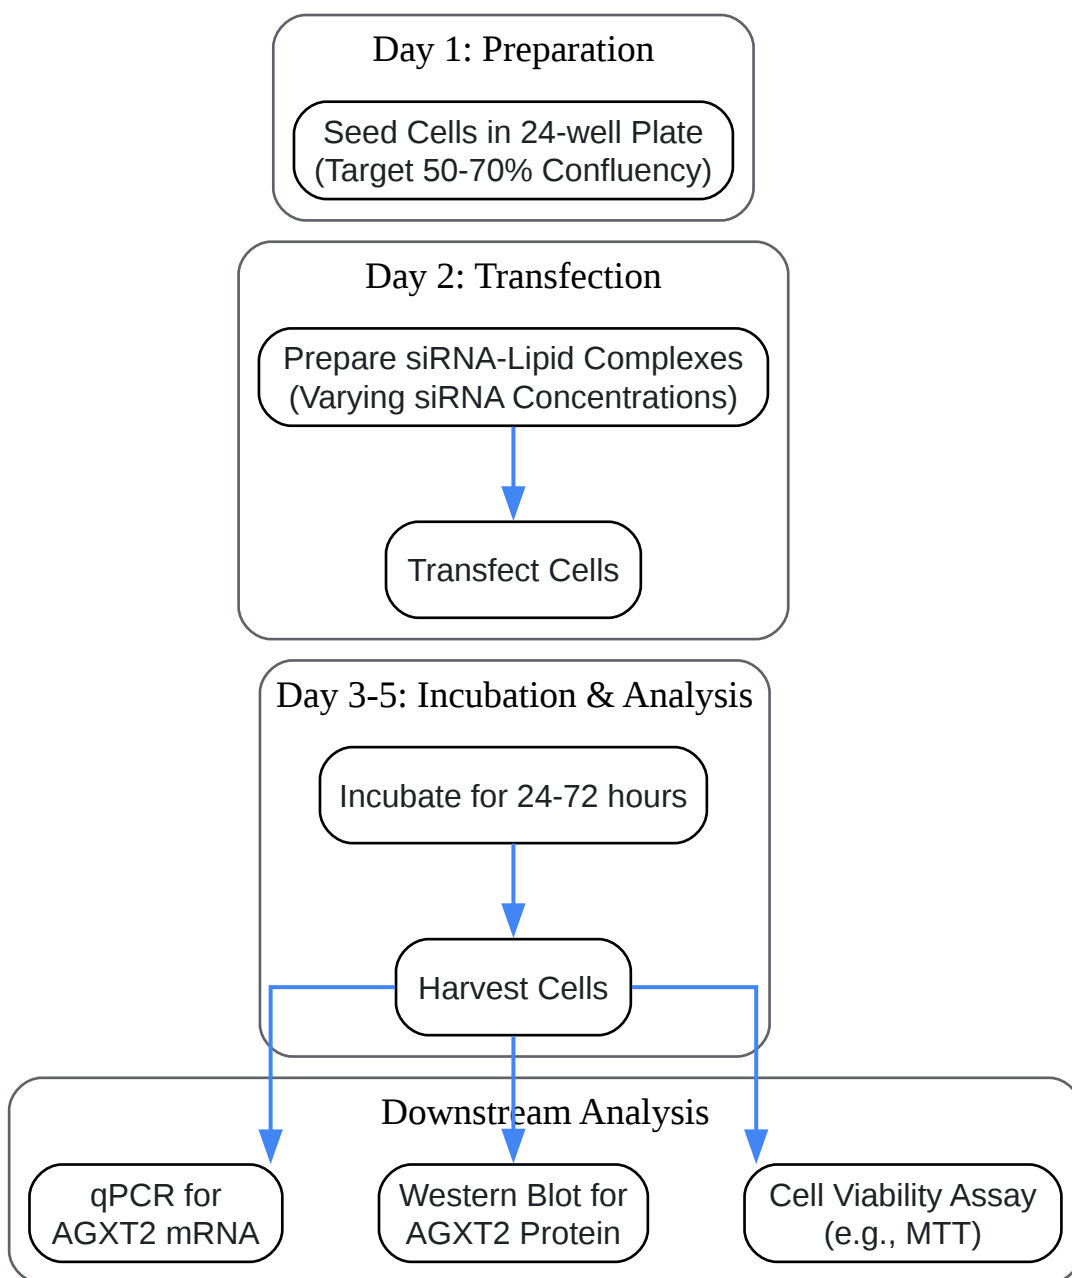 Day 1: Preparation
Seed Cells in 24-well Plate
(Target 50-70% Confluency)
Day 2: Transfection
Prepare siRNA-Lipid Complexes
(Varying siRNA Concentrations)
Transfect Cells
Day 3-5: Incubation & Analysis
Incubate for 24-72 hours
Harvest Cells
Downstream Analysis
qPCR for
AGXT2 mRNA
Western Blot for
AGXT2 Protein
Cell Viability Assay
(e.g., MTT)